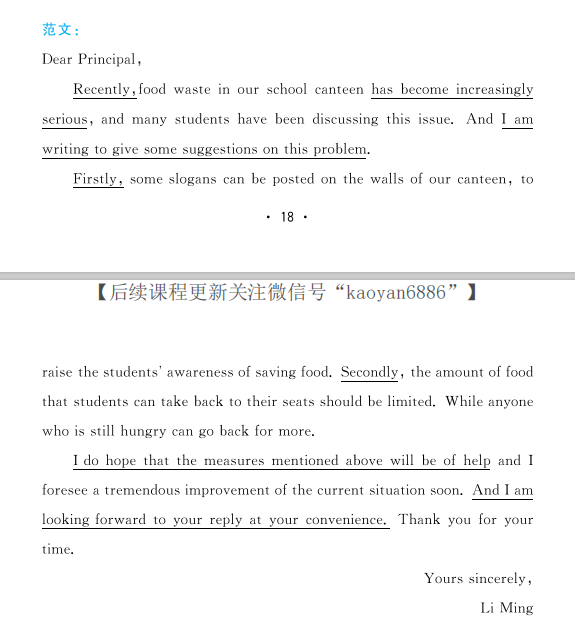 范文：
Dear Principal,
Recently,food waste in our school canteen has become increasingly
serious, and many students have been discussing this issue. And I am
writing to give some suggestions on this problem.
Firstly, some slogans can be posted on the walls of our canteen, to
• 18 •
【后续课程更新关注微信号“kaoyan6886”】
raise the students' awareness of saving food. Secondly, the amount of food
that students can take back to their seats should be limited. While anyone
who is still hungry can go back for more.
I do hope that the measures mentioned above will be of help and I
foresee a tremendous improvement of the current situation soon. And I am
looking forward to your reply at your convenience. Thank you for your
time.
Yours sincerely,
Li Ming